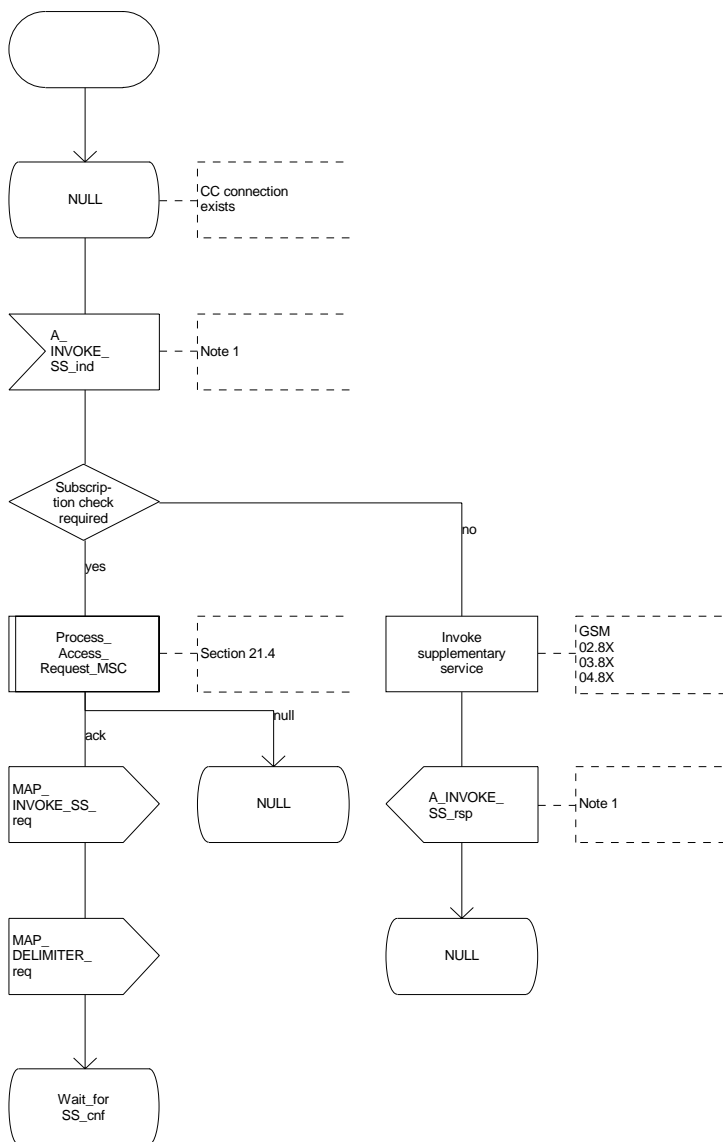 NULL
CC connection
exists
A_
INVOKE_
SS_ind
Note 1
Subscrip-
tion check
required
no
yes
Process_
Access_
Request_MSC
Section 21.4
Invoke
supplementary
service
GSM
02.8X
03.8X
04.8X
null
ack
MAP_
INVOKE_SS_
req
NULL
A_INVOKE_
SS_rsp
Note 1
MAP_
DELIMITER_
req
NULL
Wait_for
SS_cnf